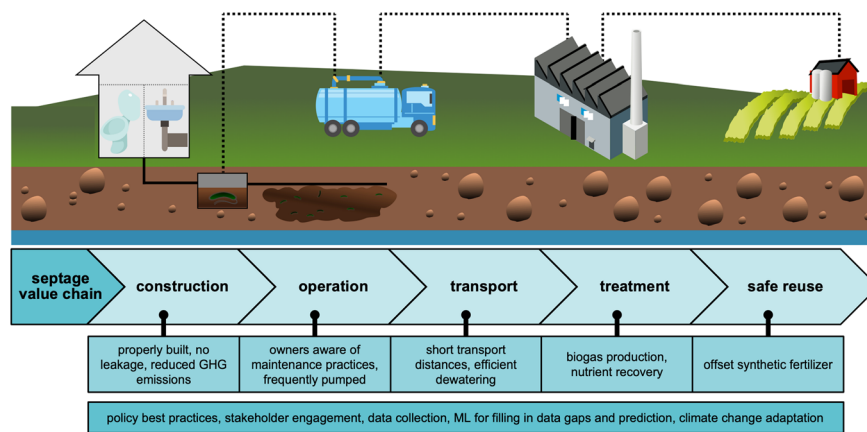 septage
value chain
construction
operation
transport
treatment
safe reuse
properly built, no
leakage, reduced GHG
emissions
owners aware of
maintenance practices,
frequently pumped
short transport
distances, efficient
dewatering
biogas production,
nutrient recovery
offset synthetic fertilizer
policy best practices, stakeholder engagement, data collection, ML for filling in data gaps and prediction, climate change adaptation